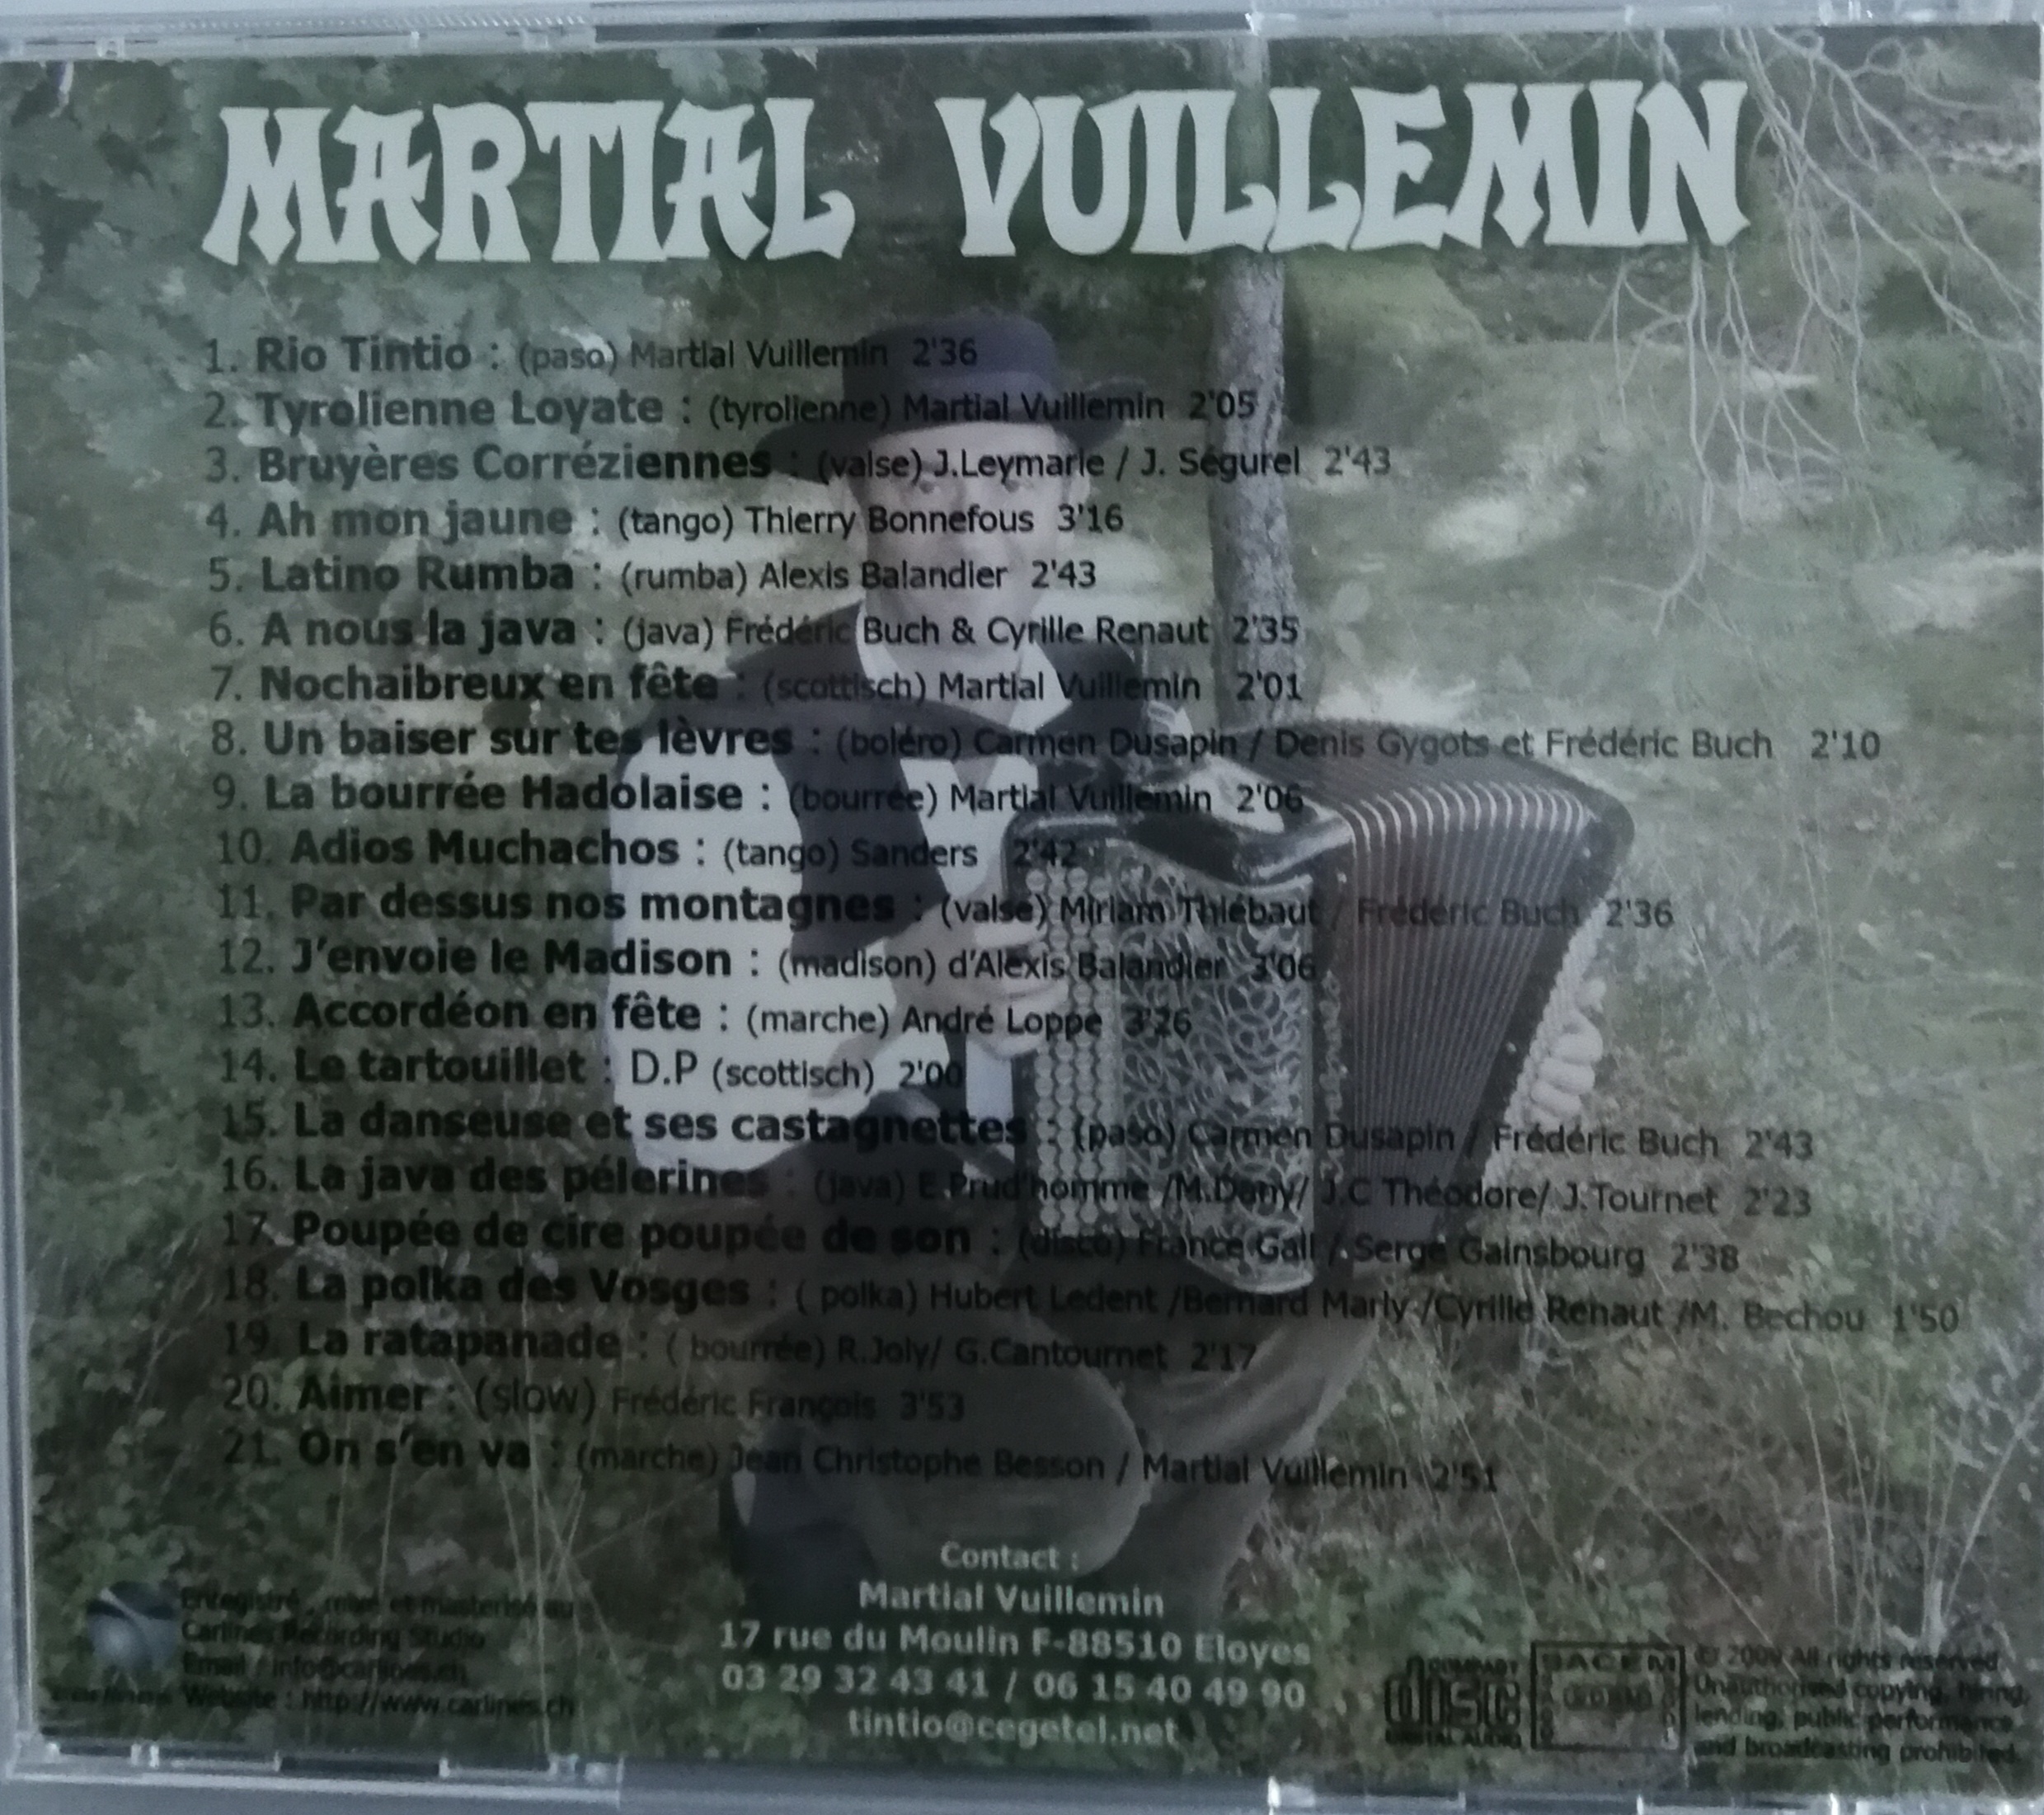 MARTIAL VUILLEMIN
1. Rio Tintio : (paso) Martial Vuillemin 2'36
2. Tyrolienne Loyate : (tyrolienne) Martial Vuillemin 2'05
3. Bruyères Corréziennes : (valse) J.Leymarie / J. Ségurel 2'43
4. Ah mon jaune : (tango) Thierry Bonnefous 3'16
5. Latino Rumba : (rumba) Alexis Balandier 2'43
6. A nous la java : (java) Frédéric Buch & Cyrille Renaut 2'35
7. Nochaibreux en fête : (scottisch) Martial Vuillemin 2'01
8. Un baiser sur tes lèvres : (boléro) Carmen Dusapin / Denis Gygots et Frédéric Buch 2'10
9. La bourrée Hadolaise : (bourrée) Martial Vuillemin 2'06
10. Adios Muchachos : (tango) Sanders 2'42
11. Par dessus nos montagnes : (valse) Miriam Thiébaut / Frédéric Buch 2'36
12. J'envoie le Madison : (madison) d'Alexis Balandier 3'06
13. Accordéon en fête : (marche) André Loppe 3'26
14. Le tartouillet : D.P (scottisch) 2'00
15. La danseuse et ses castagnettes : (paso) Carmen Dusapin / Frédéric Buch 2'43
16. La java des pélerines : (java) E.Prud'homme /M.Dany/ J.C Théodore/ J.Tournet 2'23
17. Poupée de cire poupée de son : (disco) France Gall / Serge Gainsbourg 2'38
18. La polka des Vosges : ( polka) Hubert Ledent /Bernard Marly /Cyrille Renaut /M. Bechou 1'50
19. La ratapanade : ( bourrée) R.Joly/ G.Cantournet 2'17
20. Aimer : (slow) Frédéric François 3'53
21. On s'en va : (marche) Jean Christophe Besson / Martial Vuillemin 2'51
Contact :
Martial Vuillemin
17 rue du Moulin F-88510 Eloyes
03 29 32 43 41 / 06 15 40 49 90
tintio@cegetel.net
Enregistré , mixé et masterisé au
Carlines Recording Studio
Email : info@carlines.ch
carlines Website : http://www.carlines.ch
COMPACT
disc
DIGITAL AUDIO
SACEM
All rights reserved.
Unauthorised copying, hiring,
lending, public performance
and broadcasting prohibited.